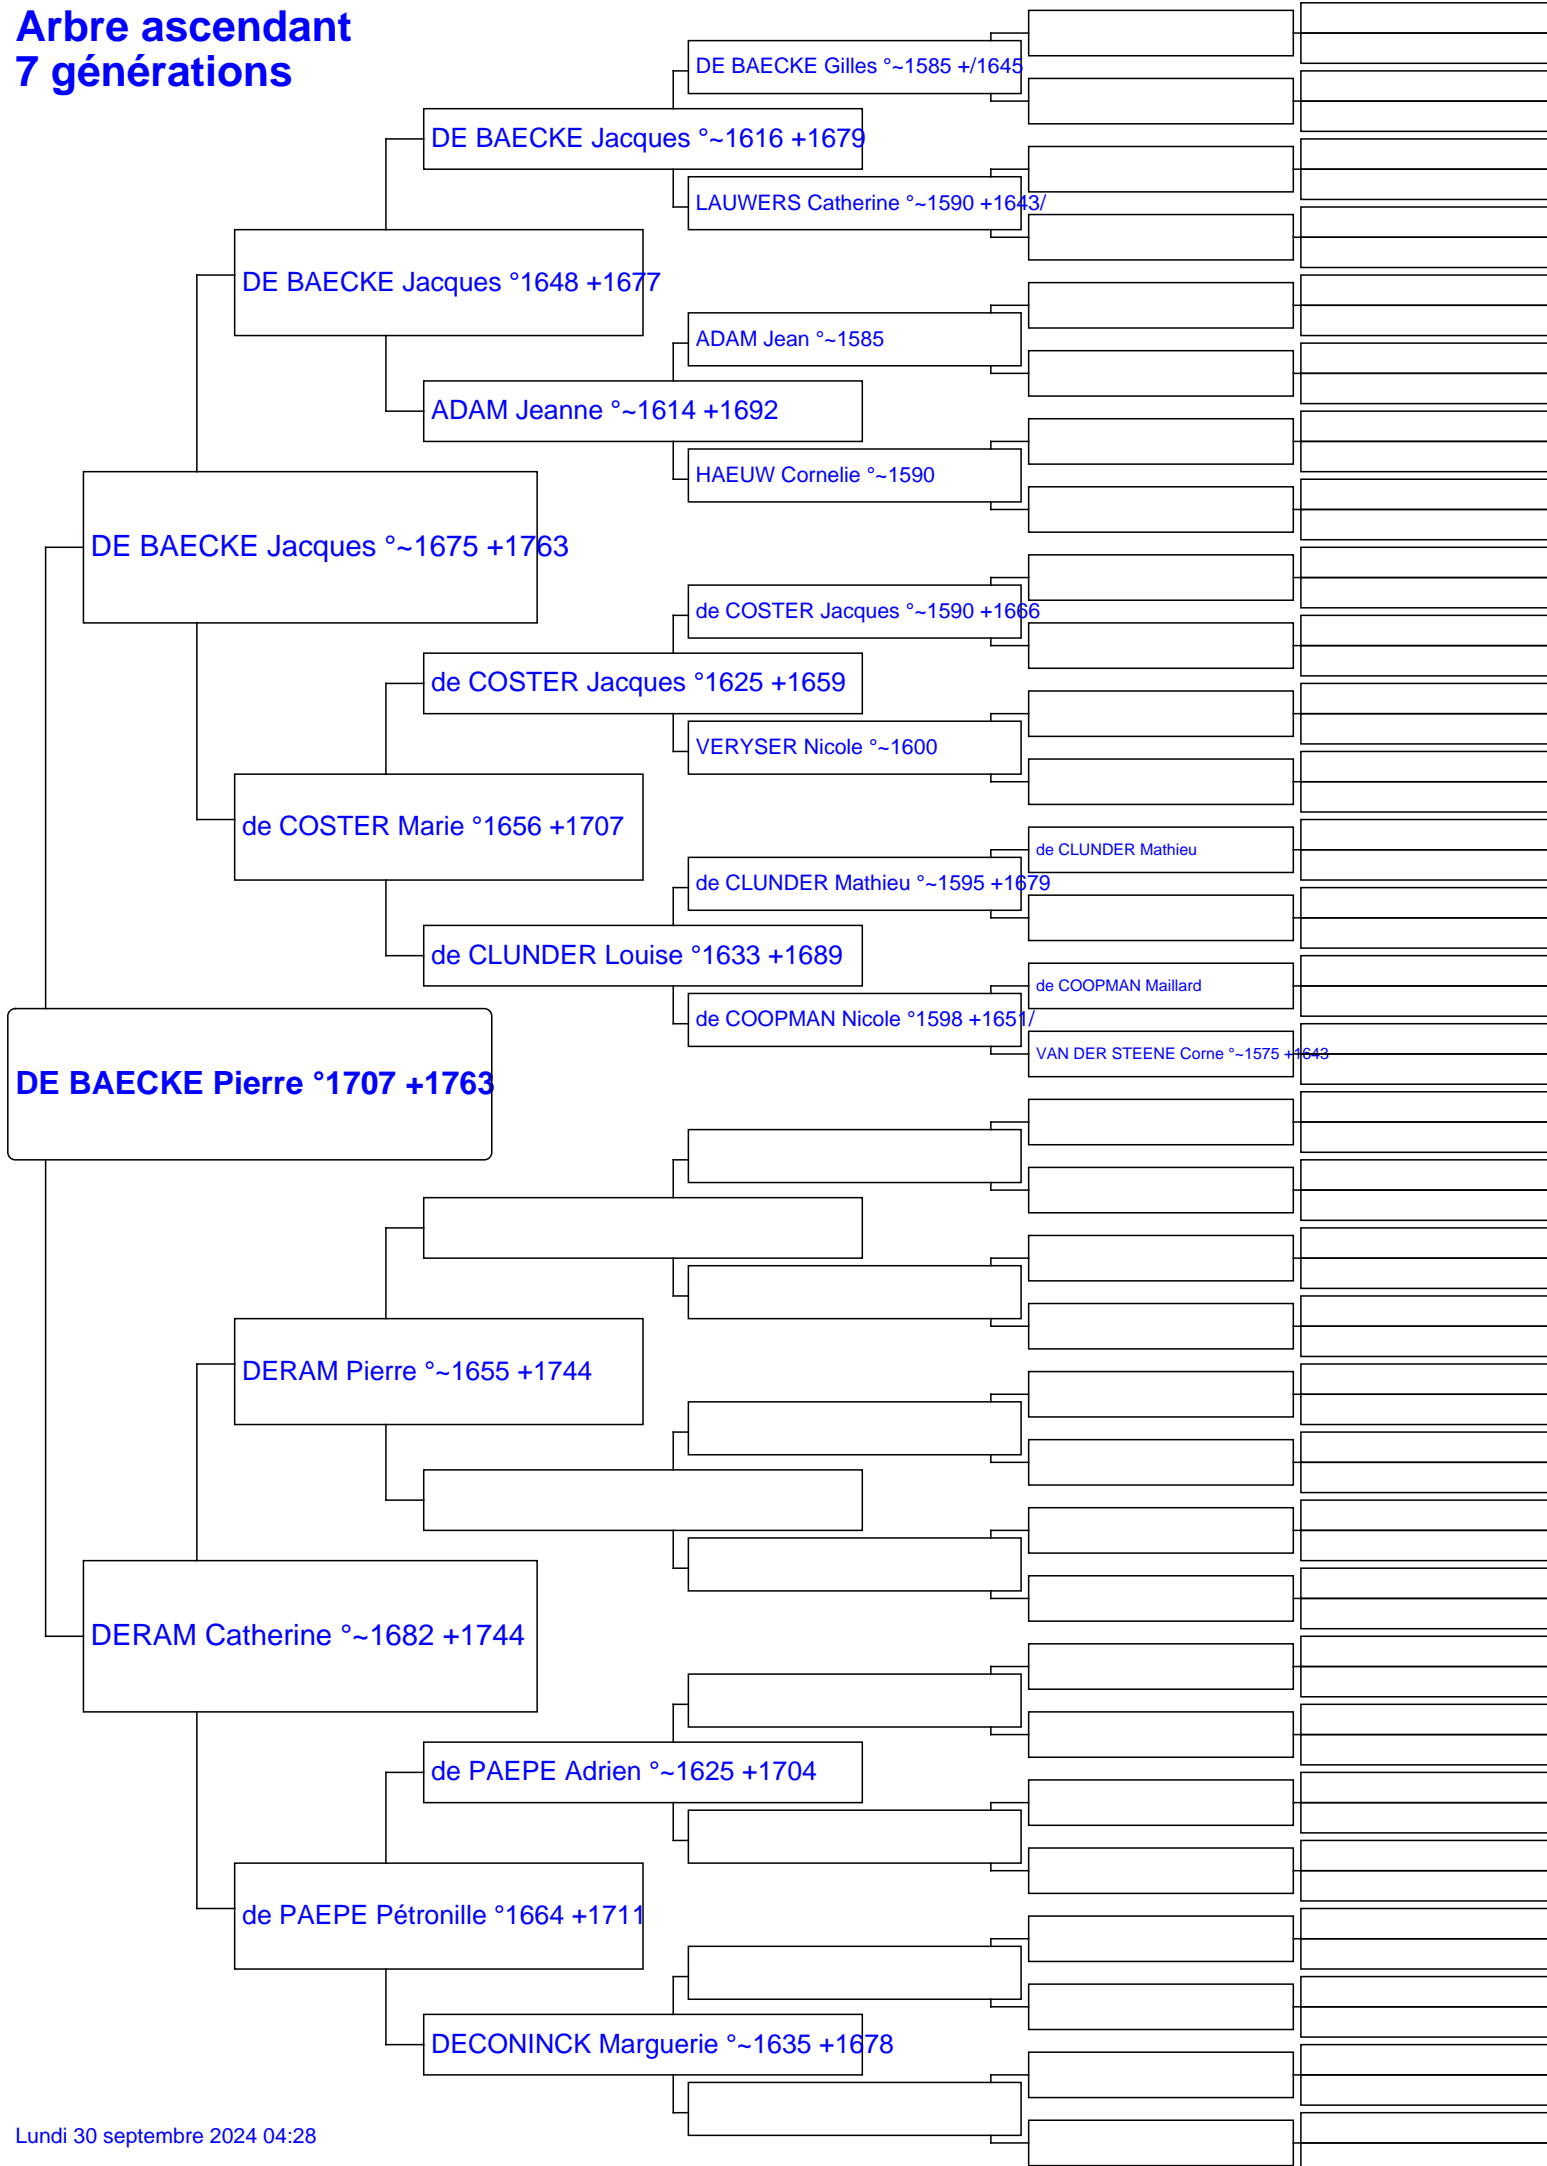 Arbre ascendant
7 générations
DE BAECKE Gilles °~1585 +/1645
DE BAECKE Jacques °~1616 +1679
LAUWERS Catherine °~1590 +1643/
DE BAECKE Jacques °1648 +1677
ADAM Jean °~1585
ADAM Jeanne °~1614 +1692
HAEUW Cornelie °~1590
DE BAECKE Jacques °~1675 +1763
de COSTER Jacques °~1590 +1666
de COSTER Jacques °1625 +1659
VERYSER Nicole °~1600
de COSTER Marie °1656 +1707
de CLUNDER Mathieu
de CLUNDER Mathieu °~1595 +1679
de CLUNDER Louise °1633 +1689
de COOPMAN Maillard
de COOPMAN Nicole °1598 +1651/
VAN DER STEENE Corne °~1575 +1643
DE BAECKE Pierre °1707 +1763
DERAM Pierre °~1655 +1744
DERAM Catherine °~1682 +1744
de PAEPE Adrien °~1625 +1704
de PAEPE Pétronille °1664 +1711
DECONINCK Marguerie °~1635 +1678
Lundi 30 septembre 2024 04:28